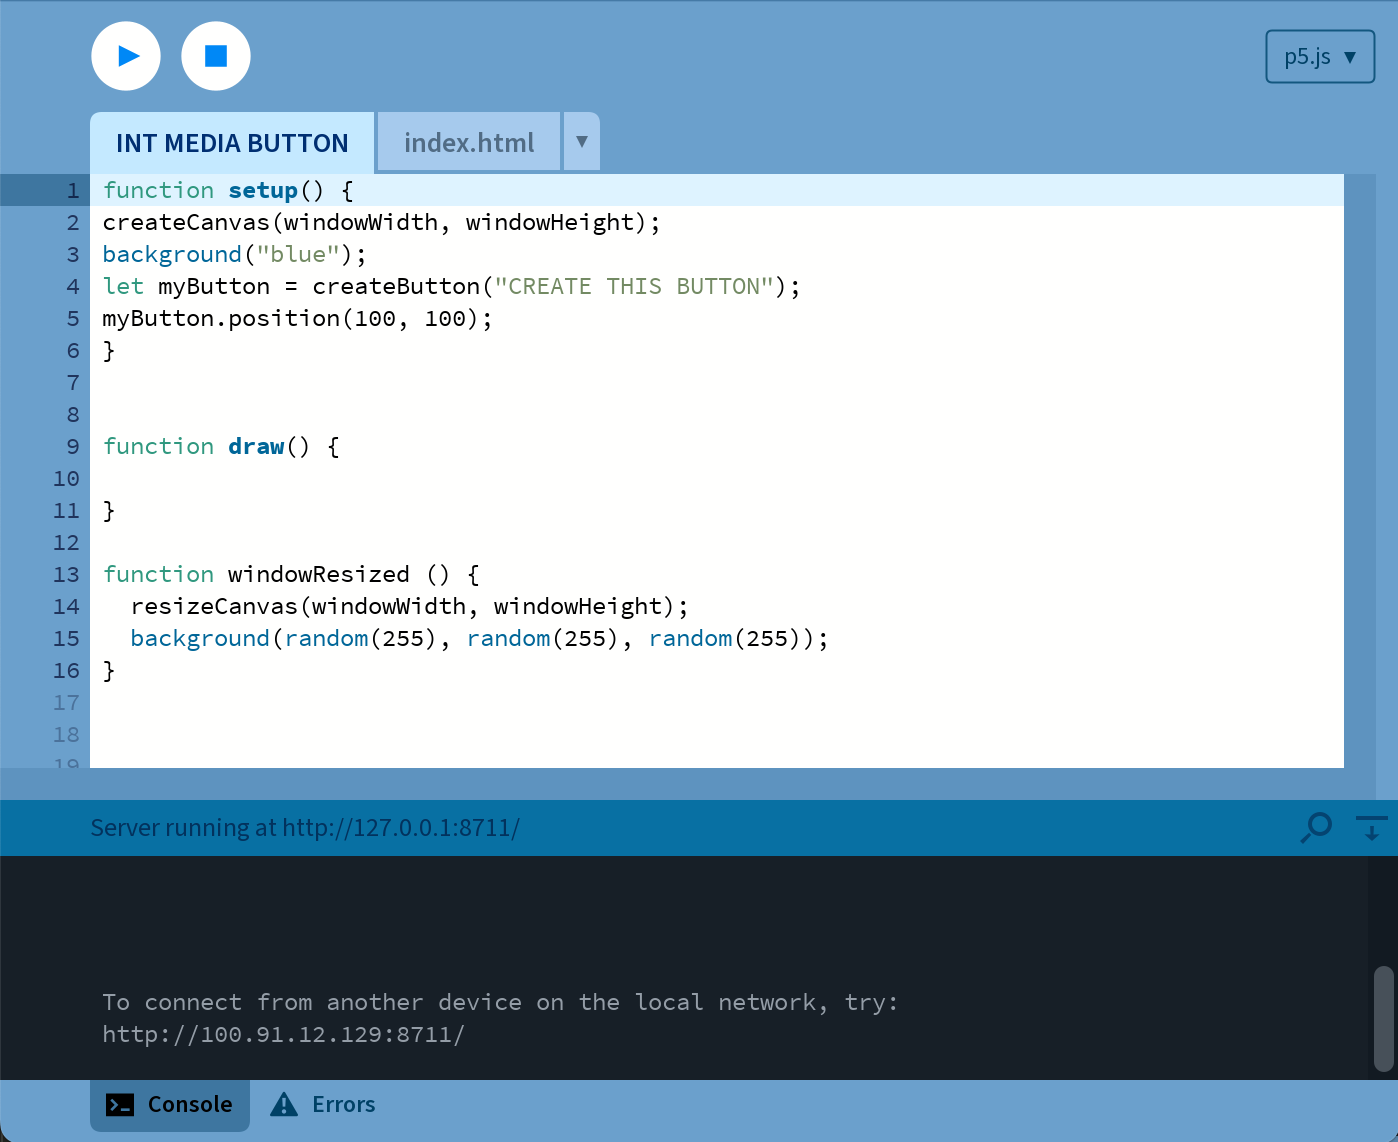 p5.js ▼
INT MEDIA BUTTON index.html ▼
1 function setup() {
2 createCanvas(windowWidth, windowHeight);
3 background("blue");
4 let myButton = createButton("CREATE THIS BUTTON");
5 myButton.position(100, 100);
6 }
7
8
9 function draw() {
10
11 }
12
13 function windowResized () {
14   resizeCanvas(windowWidth, windowHeight);
15   background(random(255), random(255), random(255));
16 }
17
18
19
Server running at http://127.0.0.1:8711/
To connect from another device on the local network, try:
http://100.91.12.129:8711/
Console Errors